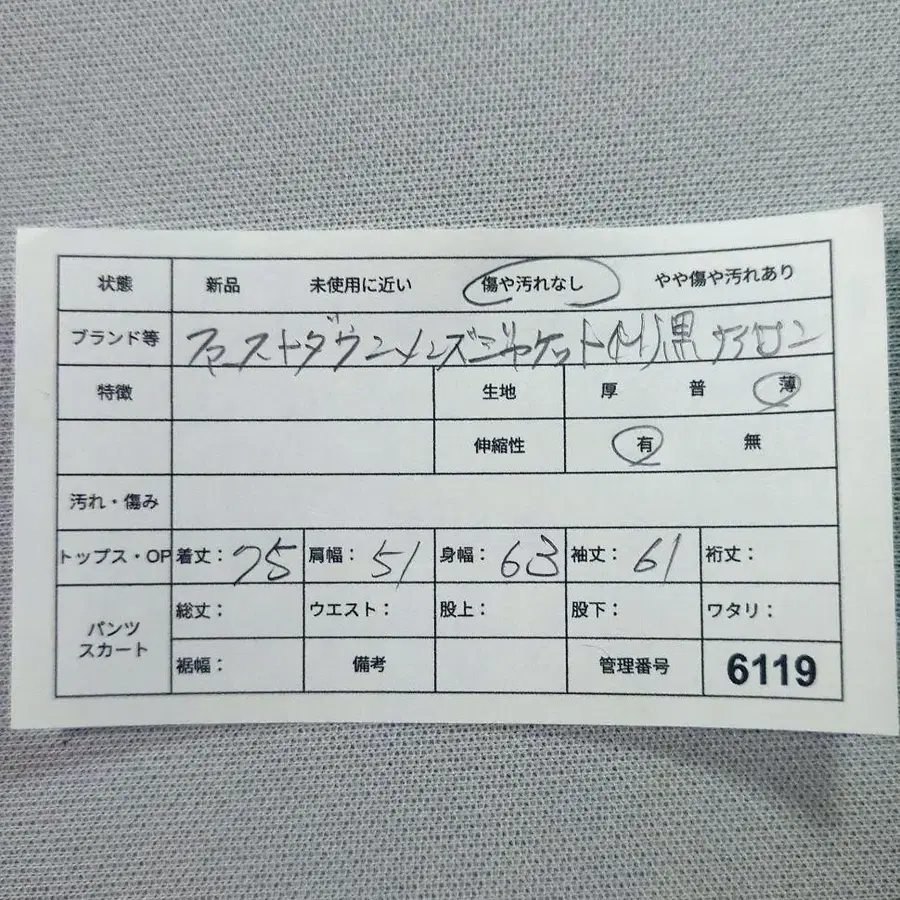 状態 新品 未使用に近い 傷や汚れなし やや傷や汚れあり
ブランド等 ファーストダウンメンズジャケット(M)黒
特徴 生地 厚 普 薄
伸縮性 有 無
汚れ・傷み
トップス・OP 着丈: 75 肩幅: 51 身幅: 63 袖丈: 61 裄丈:
パンツ スカート 総丈: ウエスト: 股上: 股下: ワタリ:
裾幅: 備考 管理番号 6119